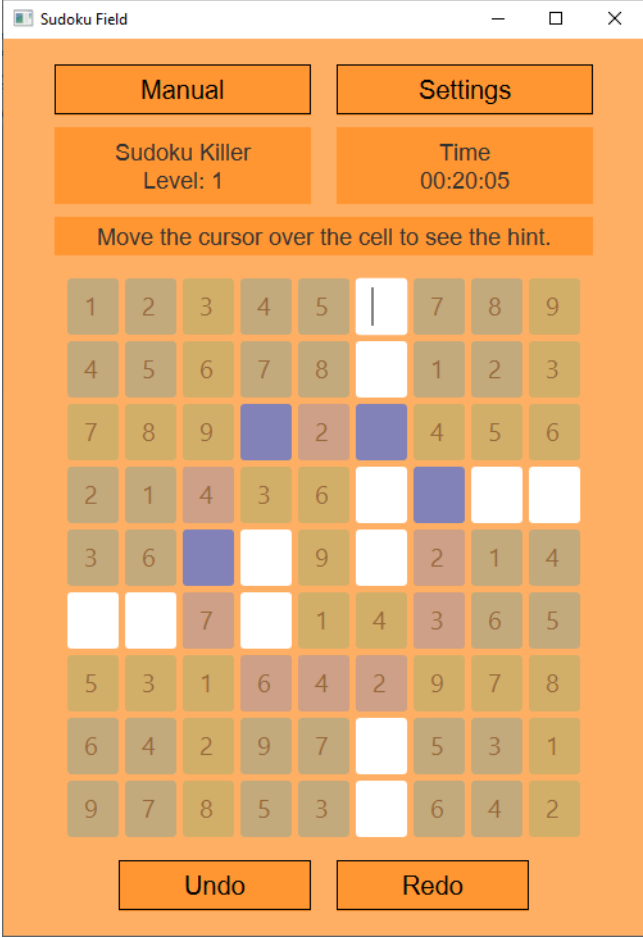 Sudoku Field
Manual Settings
Sudoku Killer Time
Level: 1 00:20:05
Move the cursor over the cell to see the hint.
1 2 3 4 5 7 8 9
4 5 6 7 8 1 2 3
7 8 9 2 4 5 6
2 1 4 3 6
3 6 9 2 1 4
7 1 4 3 6 5
5 3 1 6 4 2 9 7 8
6 4 2 9 7 5 3 1
9 7 8 5 3 6 4 2
Undo Redo